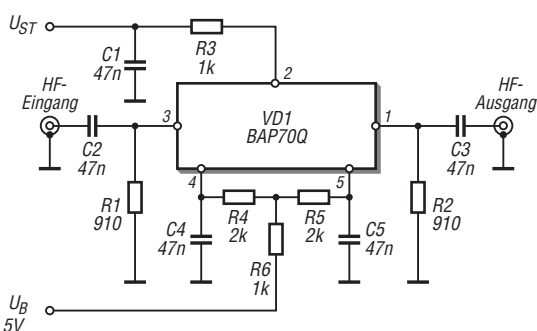 U_ST
C1
47n
R3
1k
2
HF-
Eingang
3
VD1
BAP70Q
1
HF-
Ausgang
C2
47n
C3
47n
4
5
R1
910
R4
2k
R5
2k
R2
910
C4
47n
C5
47n
R6
1k
U_B
5V